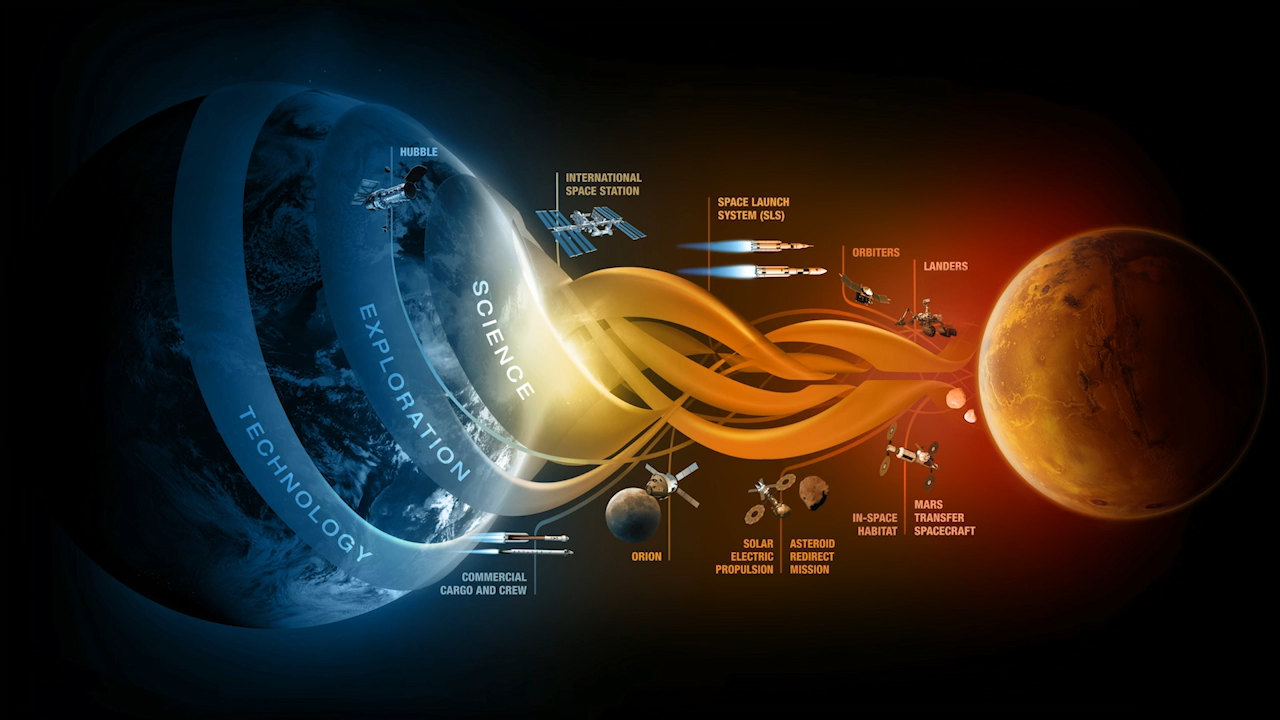 HUBBLE
INTERNATIONAL
SPACE STATION
SPACE LAUNCH
SYSTEM (SLS)
ORBITERS
LANDERS
SCIENCE
EXPLORATION
TECHNOLOGY
COMMERCIAL
CARGO AND CREW
ORION
SOLAR
ELECTRIC
PROPULSION
ASTEROID
REDIRECT
MISSION
IN-SPACE
HABITAT
MARS
TRANSFER
SPACECRAFT